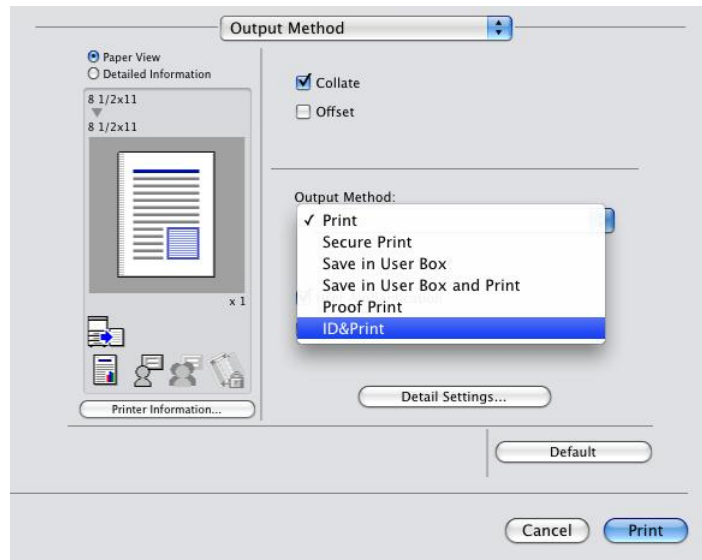 Output Method
Paper View
Detailed Information
8 1/2x11
8 1/2x11
x 1
Printer Information...
Collate
Offset
Output Method:
✓ Print
Secure Print
Save in User Box
Save in User Box and Print
Proof Print
ID&Print
Detail Settings...
Default
Cancel
Print